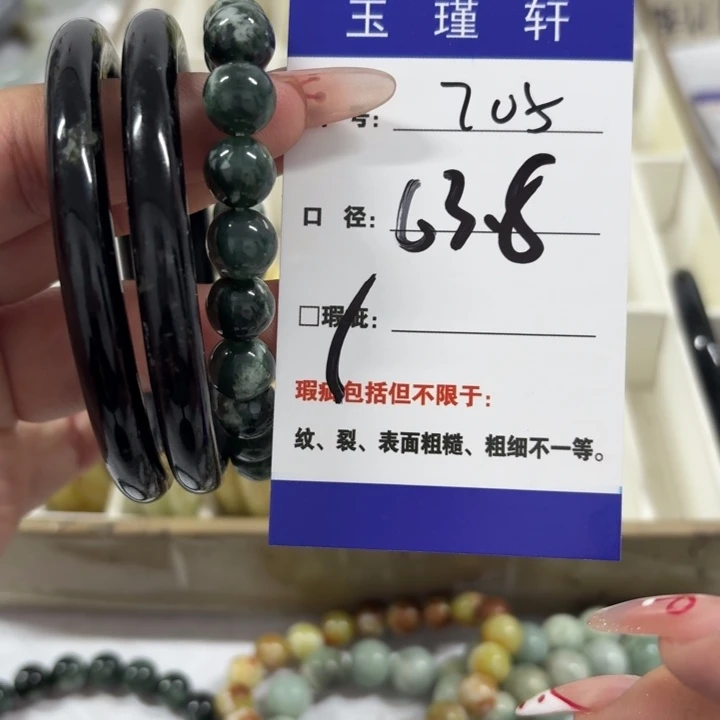 玉瑾轩
号: 705
口 径: 63.8
□瑕疵:
瑕疵包括但不限于:
纹、裂、表面粗糙、粗细不一等。